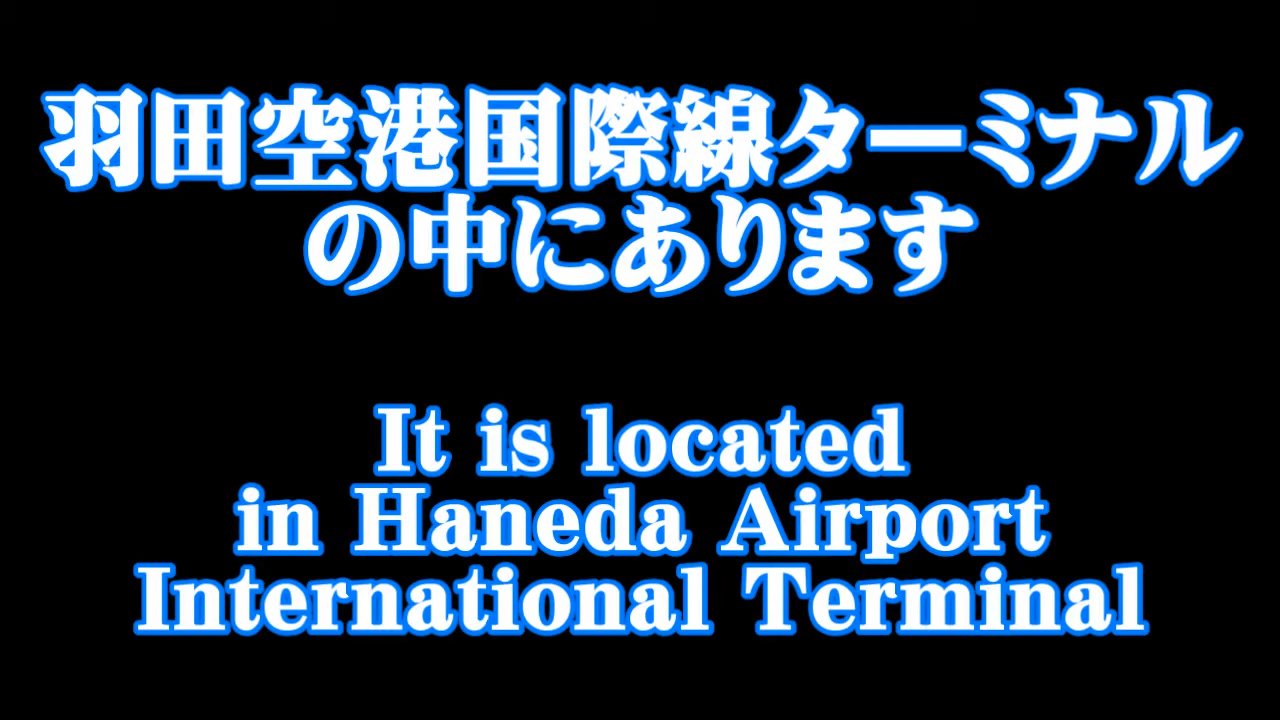 羽田空港国際線ターミナル
の中にあります
It is located
in Haneda Airport
International Terminal